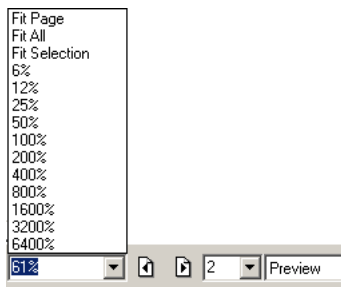 Fit Page
Fit All
Fit Selection
6%
12%
25%
50%
100%
200%
400%
800%
1600%
3200%
6400%
61% 2 Preview